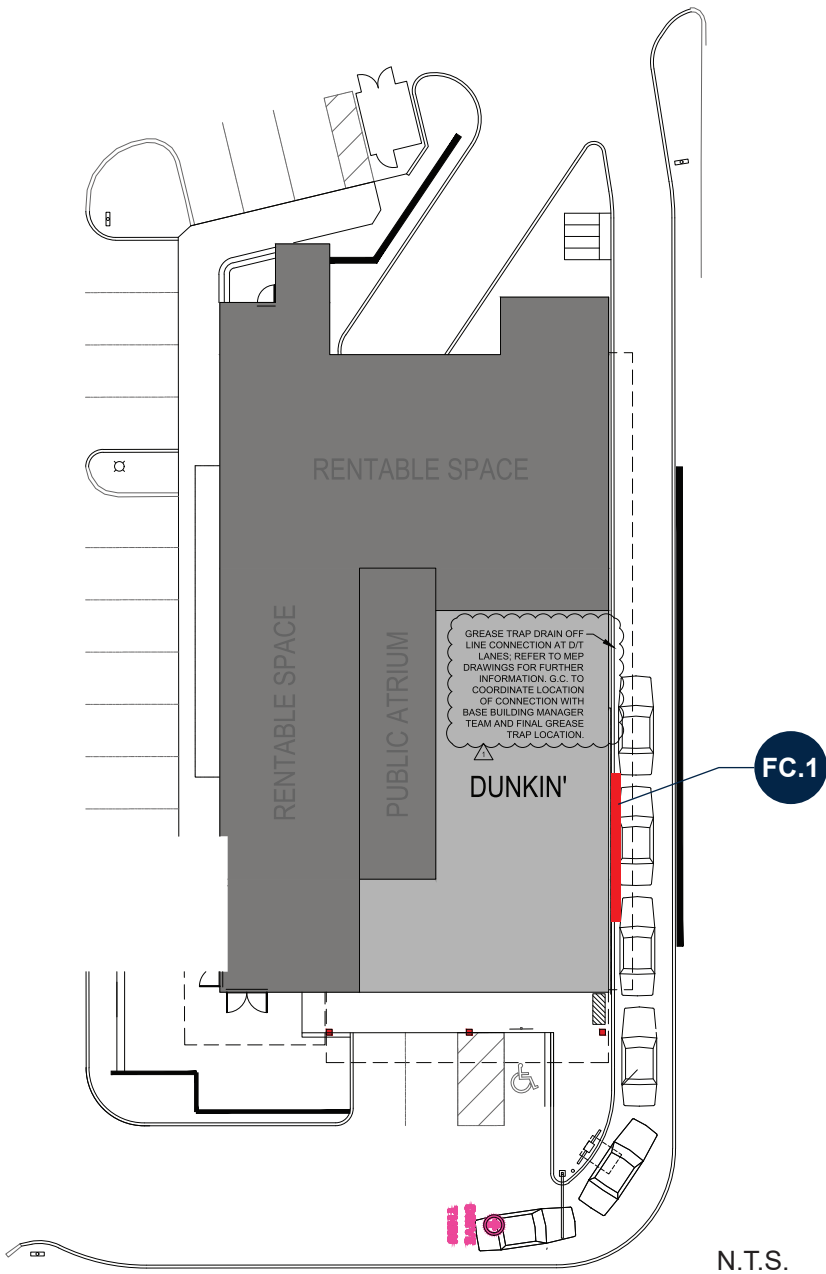 RENTABLE SPACE
RENTABLE SPACE
PUBLIC ATRIUM
GREASE TRAP DRAIN OFF
LINE CONNECTION AT D/T
LANES; REFER TO MEP
DRAWINGS FOR FURTHER
INFORMATION. G.C. TO
COORDINATE LOCATION
OF CONNECTION WITH
BASE BUILDING MANAGER
TEAM AND FINAL GREASE
TRAP LOCATION.
1
DUNKIN'
FC.1
N.T.S.